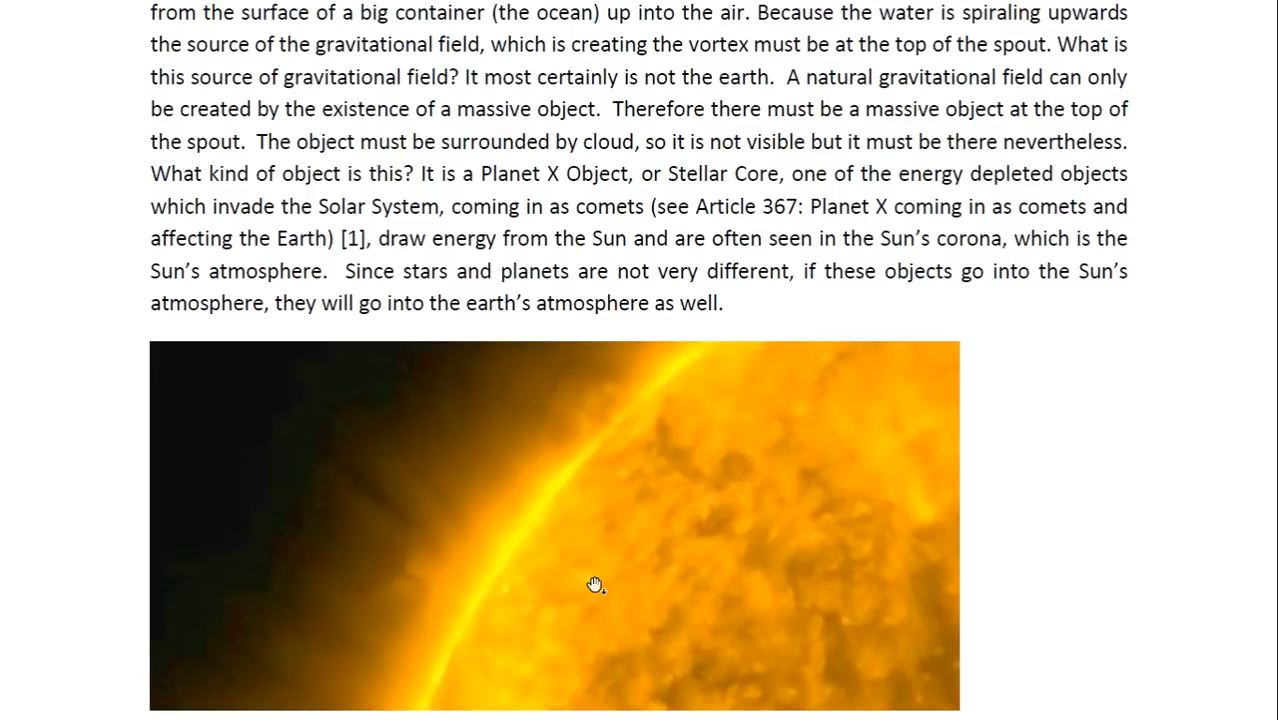 from the surface of a big container (the ocean) up into the air. Because the water is spiraling upwards
the source of the gravitational field, which is creating the vortex must be at the top of the spout. What is
this source of gravitational field? It most certainly is not the earth.  A natural gravitational field can only
be created by the existence of a massive object.  Therefore there must be a massive object at the top of
the spout.  The object must be surrounded by cloud, so it is not visible but it must be there nevertheless.
What kind of object is this? It is a Planet X Object, or Stellar Core, one of the energy depleted objects
which invade the Solar System, coming in as comets (see Article 367: Planet X coming in as comets and
affecting the Earth) [1], draw energy from the Sun and are often seen in the Sun’s corona, which is the
Sun’s atmosphere.  Since stars and planets are not very different, if these objects go into the Sun’s
atmosphere, they will go into the earth’s atmosphere as well.